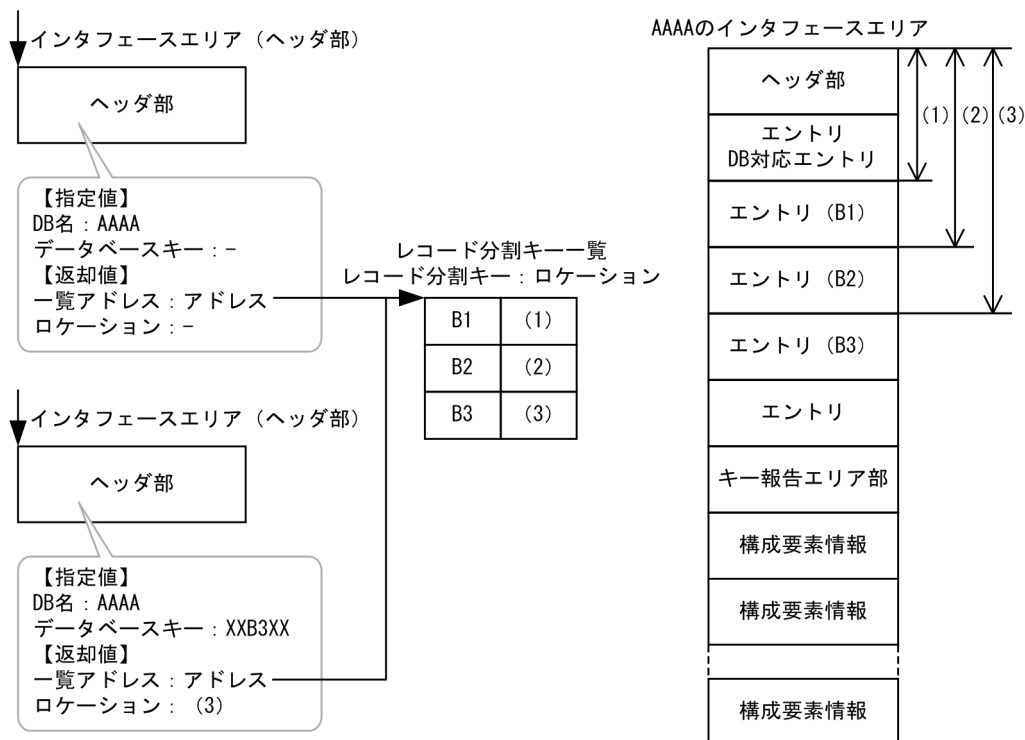 インタフェースエリア（ヘッダ部）
ヘッダ部
【指定値】
DB名：AAAA
データベースキー：-
【返却値】
一覧アドレス：アドレス
ロケーション：-
インタフェースエリア（ヘッダ部）
ヘッダ部
【指定値】
DB名：AAAA
データベースキー：XXB3XX
【返却値】
一覧アドレス：アドレス
ロケーション：（3）
レコード分割キー一覧
レコード分割キー：ロケーション
B1 （1）
B2 （2）
B3 （3）
AAAAのインタフェースエリア
ヘッダ部
エントリ
DB対応エントリ
エントリ（B1）
エントリ（B2）
エントリ（B3）
エントリ
キー報告エリア部
構成要素情報
構成要素情報
構成要素情報
（1）（2）（3）